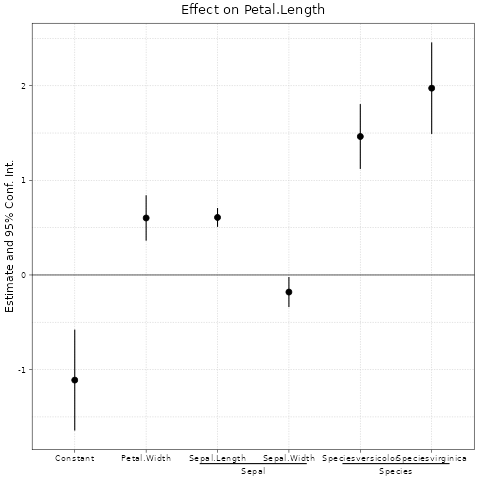 Effect on Petal.Length
Estimate and 95% Conf. Int.
2
1
0
-1
Constant Petal.Width Sepal.Length Sepal.Width Speciesversicolor Speciesvirginica
Sepal Species